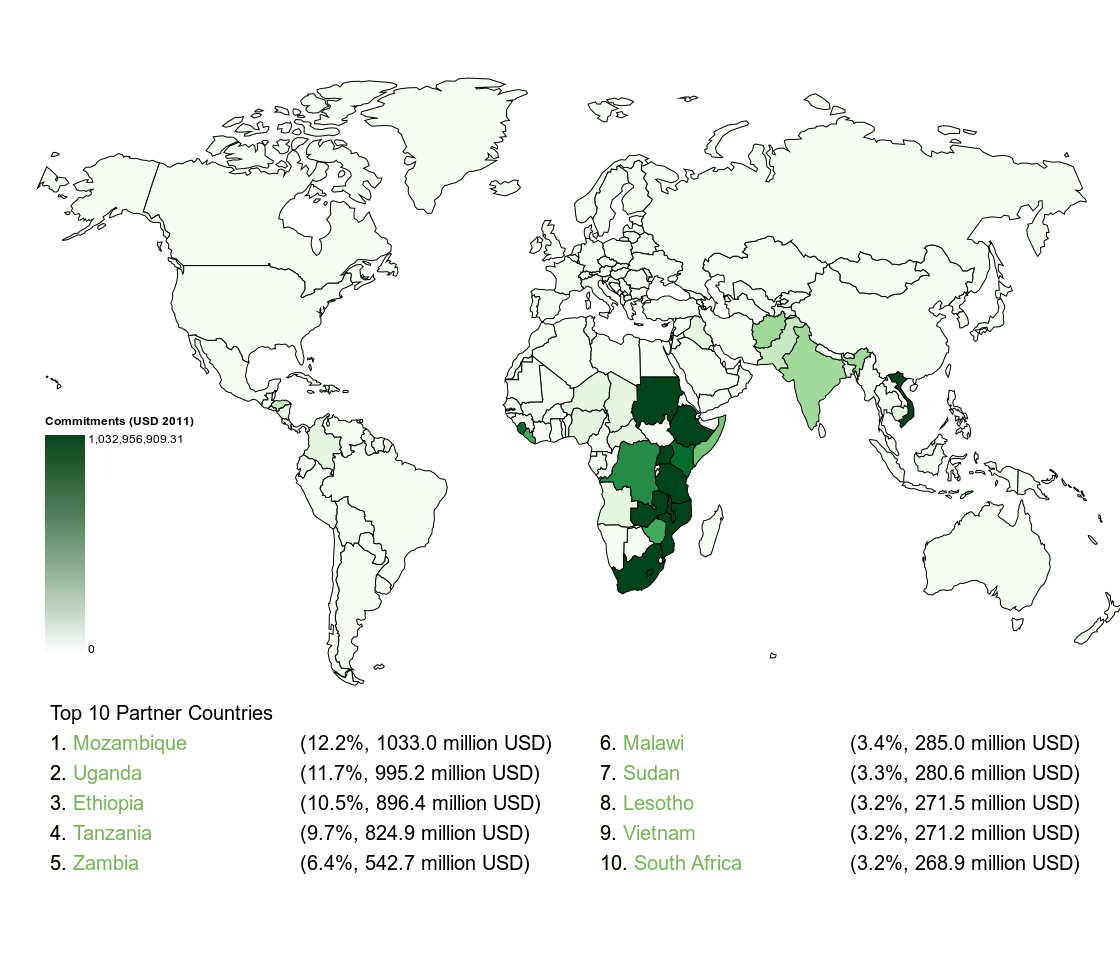 Commitments (USD 2011)
1,032,956,909.31
0
Top 10 Partner Countries
1. Mozambique (12.2%, 1033.0 million USD)
2. Uganda (11.7%, 995.2 million USD)
3. Ethiopia (10.5%, 896.4 million USD)
4. Tanzania (9.7%, 824.9 million USD)
5. Zambia (6.4%, 542.7 million USD)
6. Malawi (3.4%, 285.0 million USD)
7. Sudan (3.3%, 280.6 million USD)
8. Lesotho (3.2%, 271.5 million USD)
9. Vietnam (3.2%, 271.2 million USD)
10. South Africa (3.2%, 268.9 million USD)